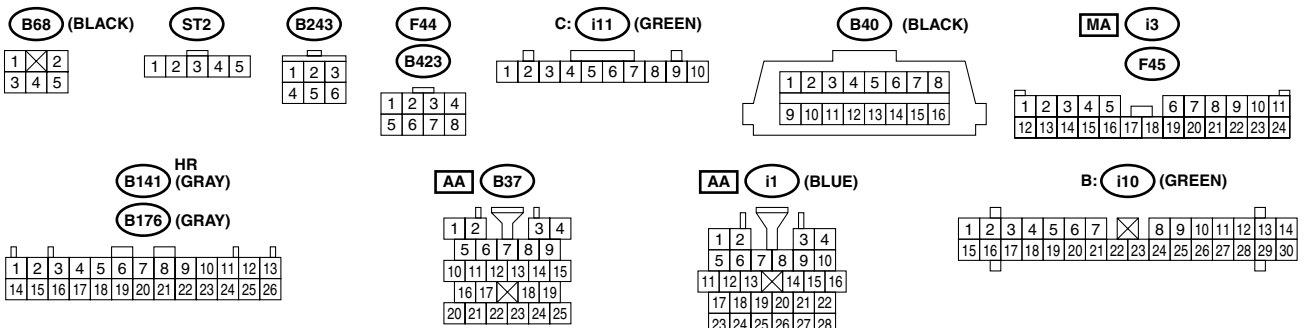 B68 (BLACK) ST2 B243 F44 C: i11 (GREEN) B40 (BLACK) MA i3
B423 F45
1 2
3 4 5
1 2 3 4 5
1 2 3
4 5 6
1 2 3 4
5 6 7 8
1 2 3 4 5 6 7 8 9 10
1 2 3 4 5 6 7 8
9 10 11 12 13 14 15 16
1 2 3 4 5 6 7 8 9 10 11
12 13 14 15 16 17 18 19 20 21 22 23 24
HR
B141 (GRAY)
B176 (GRAY)
1 2 3 4 5 6 7 8 9 10 11 12 13
14 15 16 17 18 19 20 21 22 23 24 25 26
AA B37
1 2 3 4
5 6 7 8 9
10 11 12 13 14 15
16 17 18 19
20 21 22 23 24 25
AA i1 (BLUE)
1 2 3 4
5 6 7 8 9 10
11 12 13 14 15 16
17 18 19 20 21 22
23 24 25 26 27 28
B: i10 (GREEN)
1 2 3 4 5 6 7 8 9 10 11 12 13 14
15 16 17 18 19 20 21 22 23 24 25 26 27 28 29 30